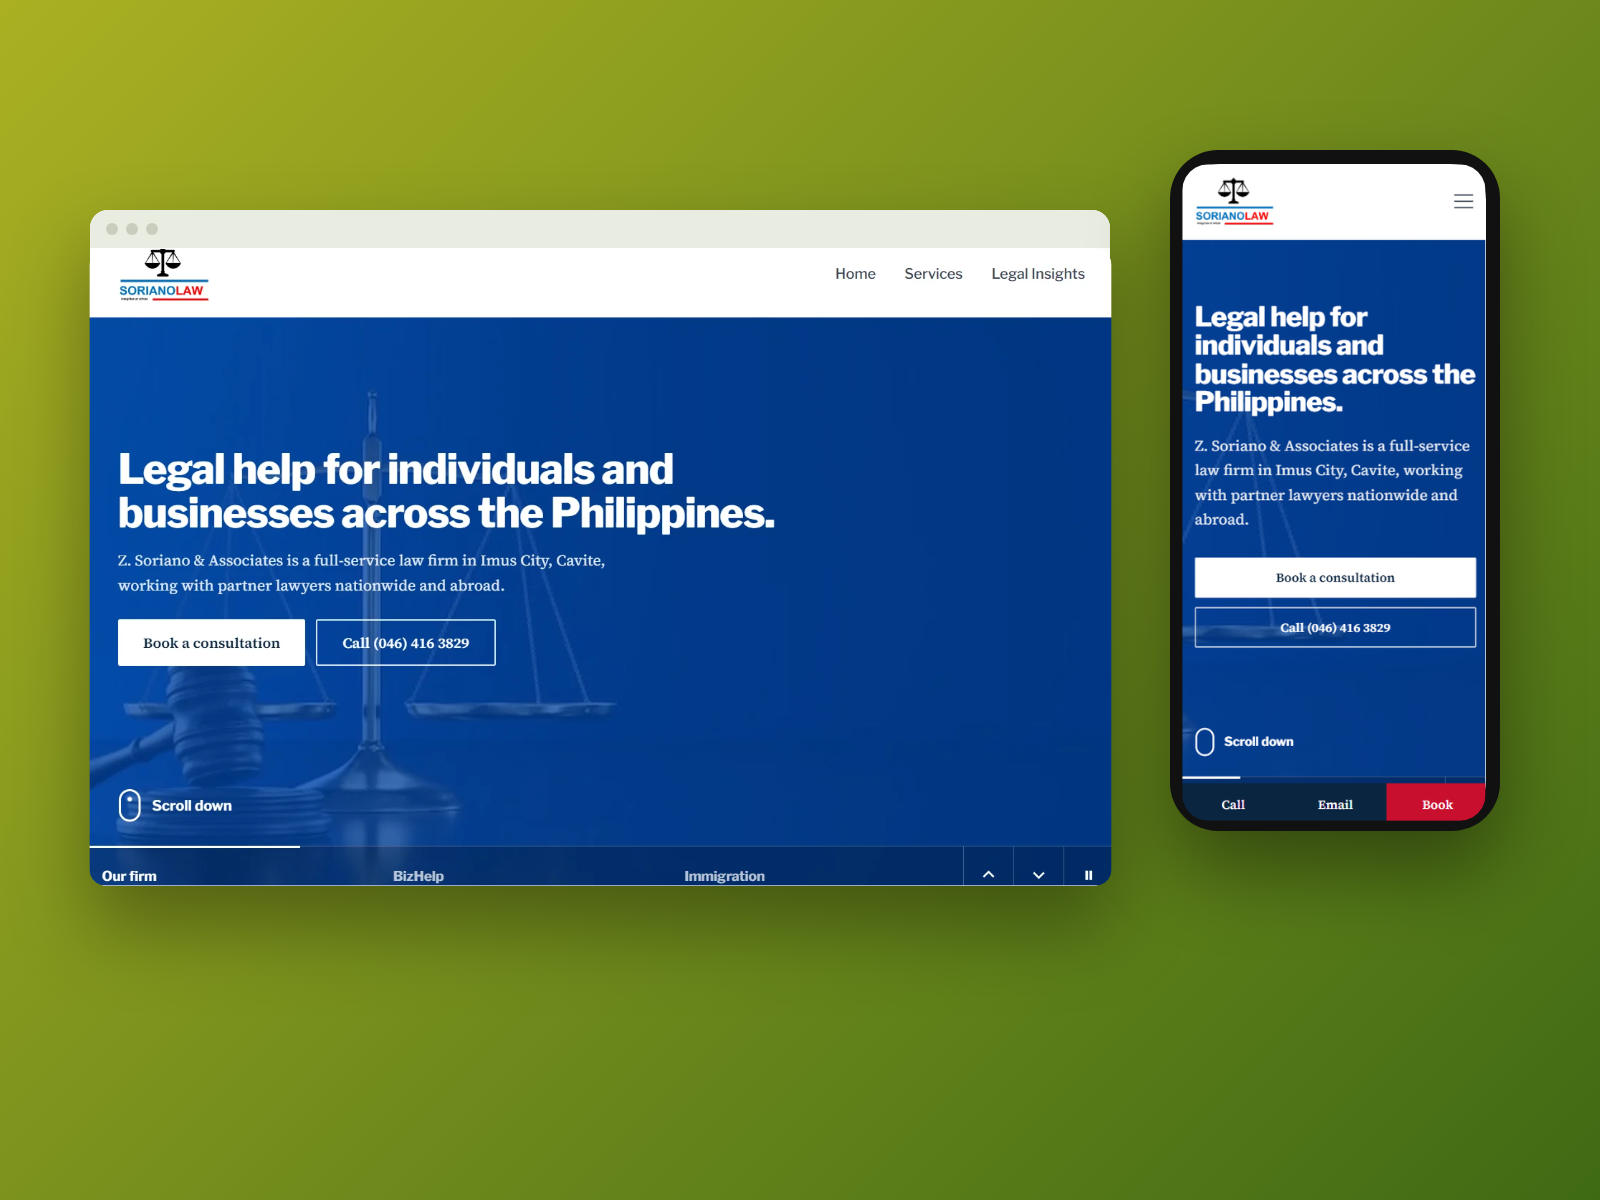 SORIANOLAW
Home Services Legal Insights
Legal help for individuals and
businesses across the Philippines.
Z. Soriano & Associates is a full-service law firm in Imus City, Cavite,
working with partner lawyers nationwide and abroad.
Book a consultation
Call (046) 416 3829
Scroll down
Our firm
BizHelp
Immigration
SORIANOLAW
Legal help for
individuals and
businesses across the
Philippines.
Z. Soriano & Associates is a full-service
law firm in Imus City, Cavite, working
with partner lawyers nationwide and
abroad.
Book a consultation
Call (046) 416 3829
Scroll down
Call
Email
Book